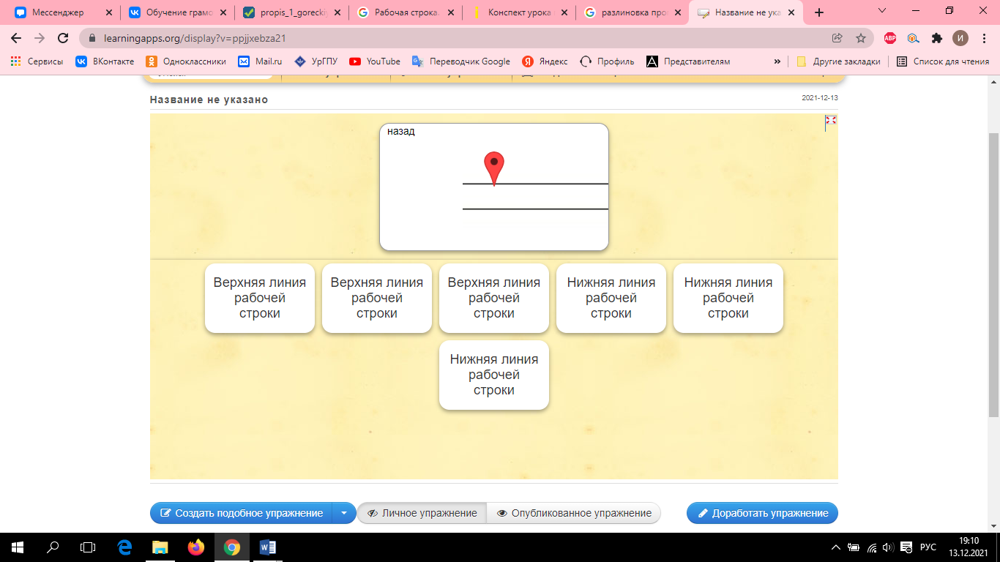 Мессенджер
Обучение грамо
propis_1_goreckiy
Рабочая строка.
Конспект урока
разлиновка про
Название не ука
learningapps.org/display?v=ppjjxebza21
ABP
И
Сервисы
ВКонтакте
Одноклассники
Mail.ru
УрГПУ
YouTube
Переводчик Google
Яндекс
Профиль
Представителям
»
Другие закладки
Список для чтения
Название не указано
2021-12-13
назад
Верхняя линия
рабочей
строки
Верхняя линия
рабочей
строки
Верхняя линия
рабочей
строки
Нижняя линия
рабочей
строки
Нижняя линия
рабочей
строки
Нижняя линия
рабочей
строки
Создать подобное упражнение
Личное упражнение
Опубликованное упражнение
Доработать упражнение
РУС
19:10
13.12.2021